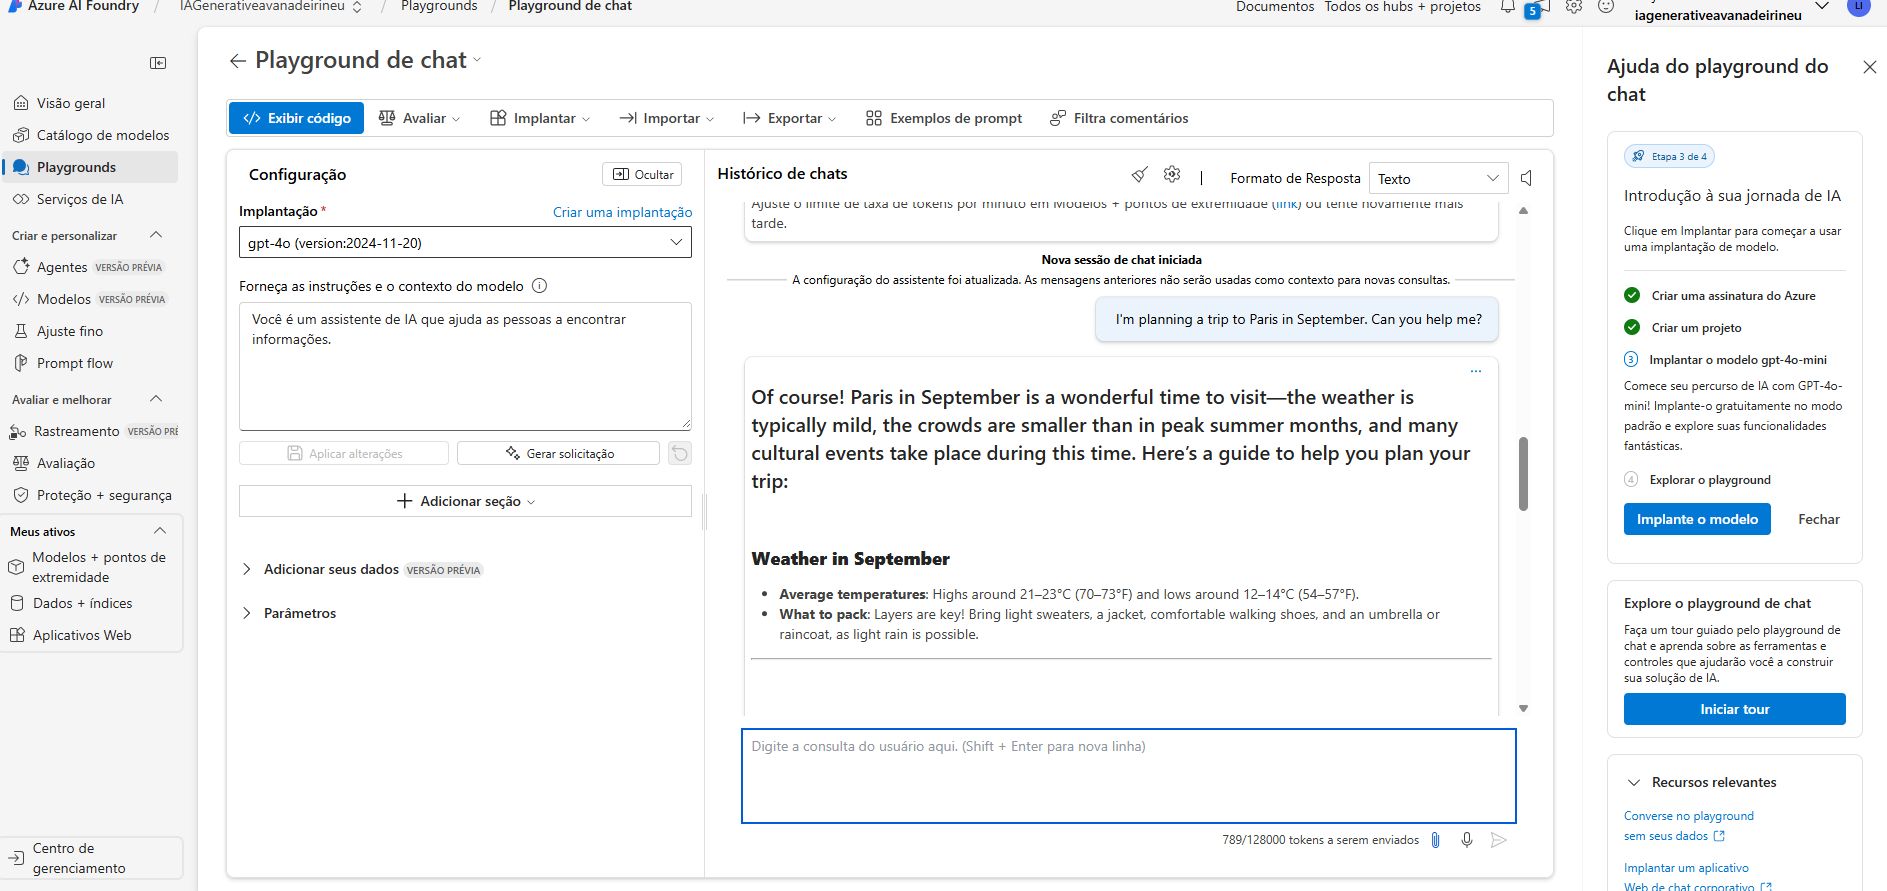 Azure AI Foundry / IAGenerativeavanadeirineu / Playgrounds / Playground de chat
Documentos Todos os hubs + projetos 5
iagenerativeavanadeirineu LI
Visão geral
Catálogo de modelos
Playgrounds
Serviços de IA
Criar e personalizar
Agentes VERSÃO PRÉVIA
Modelos VERSÃO PRÉVIA
Ajuste fino
Prompt flow
Avaliar e melhorar
Rastreamento VERSÃO PRÉ
Avaliação
Proteção + segurança
Meus ativos
Modelos + pontos de
extremidade
Dados + índices
Aplicativos Web
Centro de
gerenciamento
Playground de chat
Exibir código Avaliar Implantar Importar Exportar Exemplos de prompt Filtra comentários
Configuração Ocultar
Implantação * Criar uma implantação
gpt-4o (version:2024-11-20)
Forneça as instruções e o contexto do modelo
Você é um assistente de IA que ajuda as pessoas a encontrar
informações.
Aplicar alterações Gerar solicitação
Adicionar seção
Adicionar seus dados VERSÃO PRÉVIA
Parâmetros
Histórico de chats | Formato de Resposta Texto
Ajuste o limite de taxa de tokens por minuto em Modelos + pontos de extremidade (link) ou tente novamente mais
tarde.
Nova sessão de chat iniciada
A configuração do assistente foi atualizada. As mensagens anteriores não serão usadas como contexto para novas consultas.
I'm planning a trip to Paris in September. Can you help me?
...
Of course! Paris in September is a wonderful time to visit—the weather is
typically mild, the crowds are smaller than in peak summer months, and many
cultural events take place during this time. Here’s a guide to help you plan your
trip:
Weather in September
• Average temperatures: Highs around 21–23°C (70–73°F) and lows around 12–14°C (54–57°F).
• What to pack: Layers are key! Bring light sweaters, a jacket, comfortable walking shoes, and an umbrella or
raincoat, as light rain is possible.
Digite a consulta do usuário aqui. (Shift + Enter para nova linha)
789/128000 tokens a serem enviados
Ajuda do playground do
chat
Etapa 3 de 4
Introdução à sua jornada de IA
Clique em Implantar para começar a usar
uma implantação de modelo.
Criar uma assinatura do Azure
Criar um projeto
3 Implantar o modelo gpt-4o-mini
Comece seu percurso de IA com GPT-4o-
mini! Implante-o gratuitamente no modo
padrão e explore suas funcionalidades
fantásticas.
4 Explorar o playground
Implante o modelo Fechar
Explore o playground de chat
Faça um tour guiado pelo playground de
chat e aprenda sobre as ferramentas e
controles que ajudarão você a construir
sua solução de IA.
Iniciar tour
Recursos relevantes
Converse no playground
sem seus dados
Implantar um aplicativo
Web de chat corporativo